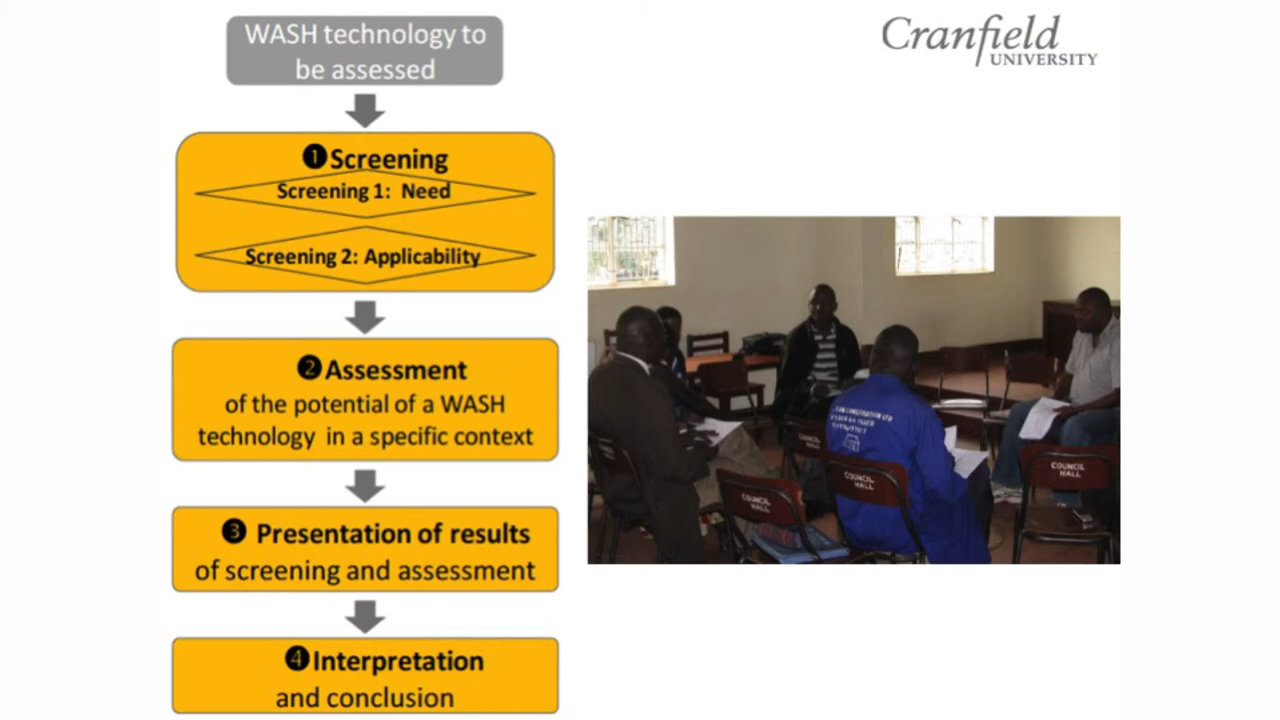 WASH technology to
be assessed
Cranfield
UNIVERSITY
❶Screening
Screening 1: Need
Screening 2: Applicability
❷Assessment
of the potential of a WASH
technology in a specific context
❸ Presentation of results
of screening and assessment
❹Interpretation
and conclusion
COUNCIL
HALL
COUNCIL
HALL
COUNCIL
HALL
COUNCIL
HALL